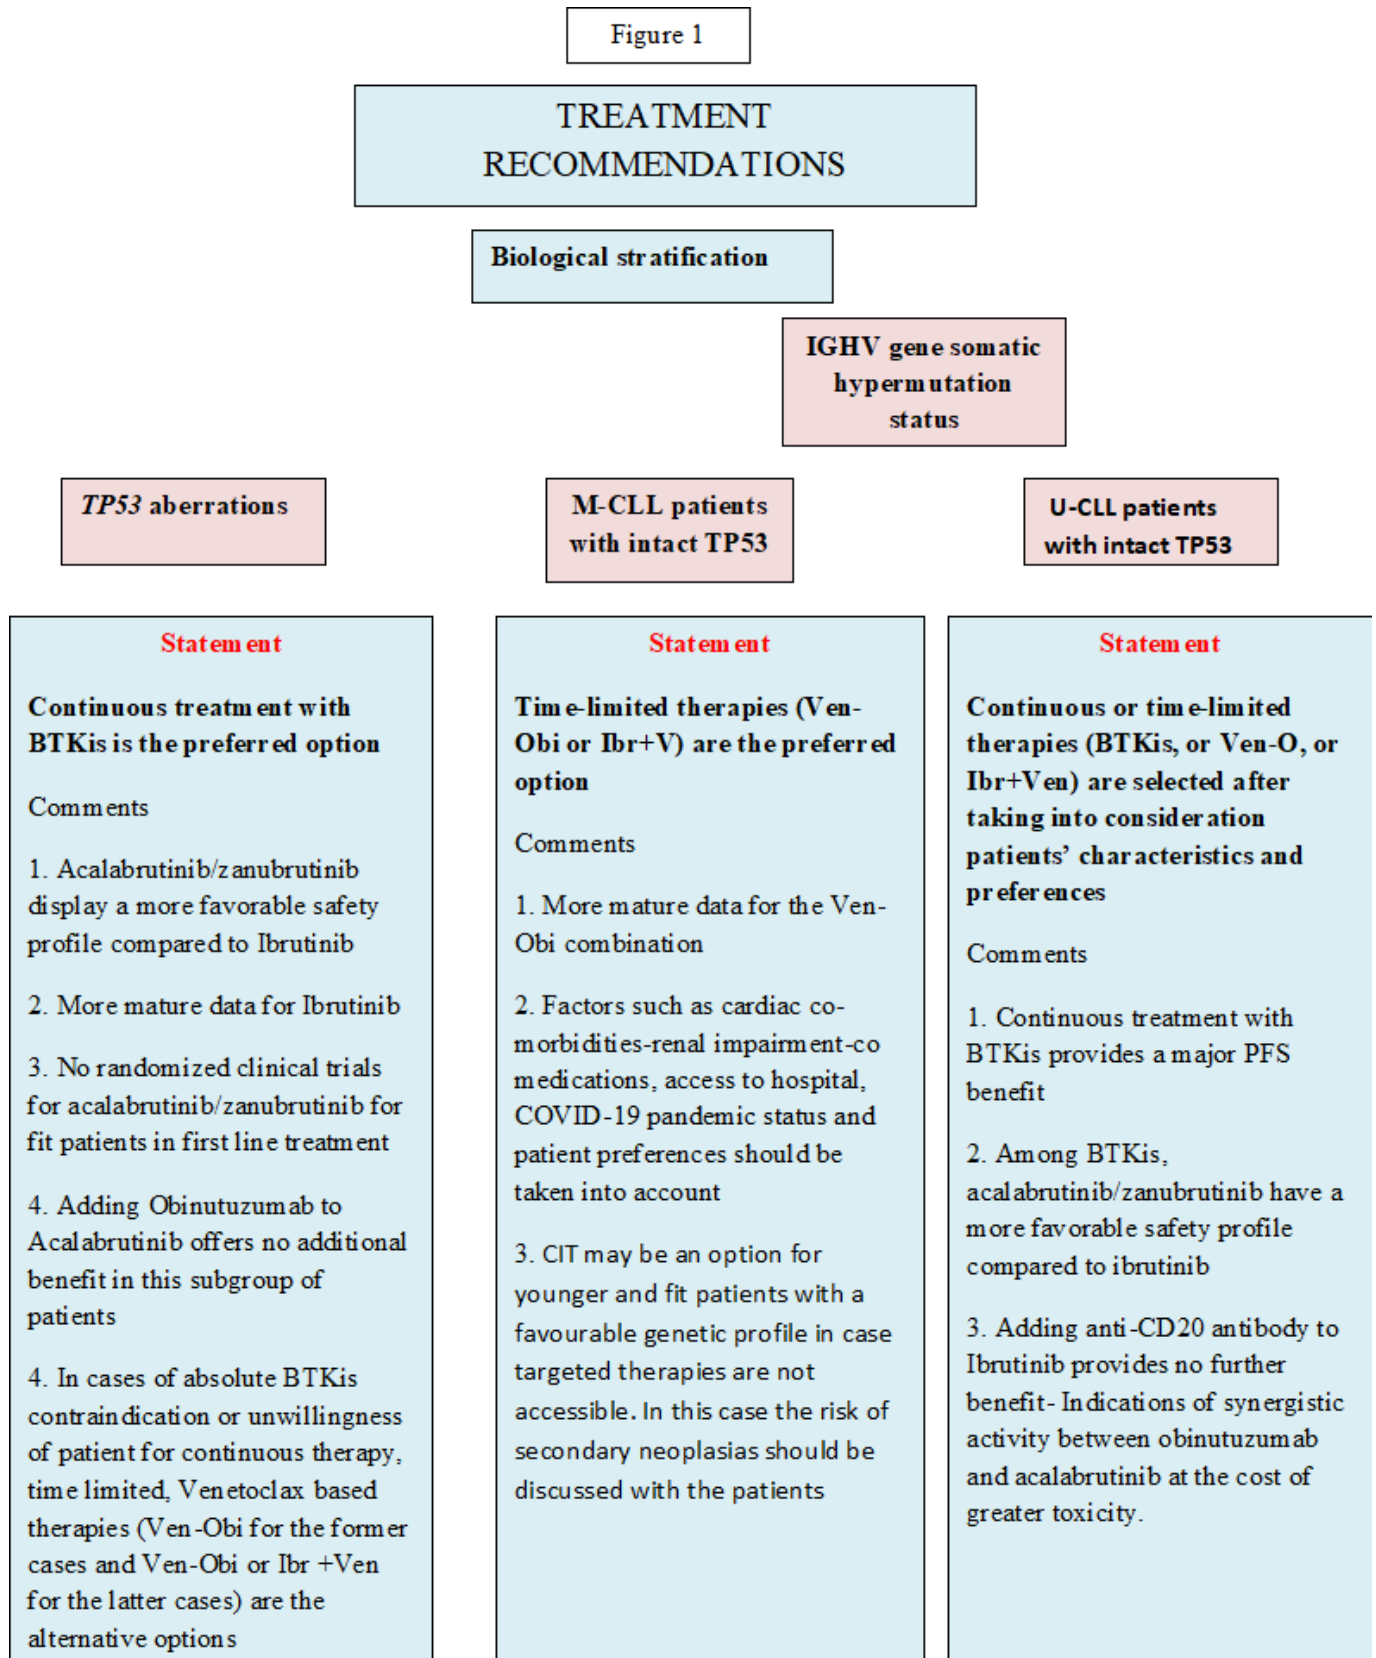 Figure 1
TREATMENT
RECOMMENDATIONS
Biological stratification
IGHV gene somatic
hypermutation
status
TP53 aberrations
M-CLL patients
with intact TP53
U-CLL patients
with intact TP53
Statement
Continuous treatment with
BTKis is the preferred option
Comments
1. Acalabrutinib/zanubrutinib
display a more favorable safety
profile compared to Ibrutinib
2. More mature data for Ibrutinib
3. No randomized clinical trials
for acalabrutinib/zanubrutinib for
fit patients in first line treatment
4. Adding Obinutuzumab to
Acalabrutinib offers no additional
benefit in this subgroup of
patients
4. In cases of absolute BTKis
contraindication or unwillingness
of patient for continuous therapy,
time limited, Venetoclax based
therapies (Ven-Obi for the former
cases and Ven-Obi or Ibr +Ven
for the latter cases) are the
alternative options
Statement
Time-limited therapies (Ven-
Obi or Ibr+V) are the preferred
option
Comments
1. More mature data for the Ven-
Obi combination
2. Factors such as cardiac co-
morbidities-renal impairment-co
medications, access to hospital,
COVID-19 pandemic status and
patient preferences should be
taken into account
3. CIT may be an option for
younger and fit patients with a
favourable genetic profile in case
targeted therapies are not
accessible. In this case the risk of
secondary neoplasias should be
discussed with the patients
Statement
Continuous or time-limited
therapies (BTKis, or Ven-O, or
Ibr+Ven) are selected after
taking into consideration
patients’ characteristics and
preferences
Comments
1. Continuous treatment with
BTKis provides a major PFS
benefit
2. Among BTKis,
acalabrutinib/zanubrutinib have a
more favorable safety profile
compared to ibrutinib
3. Adding anti-CD20 antibody to
Ibrutinib provides no further
benefit- Indications of synergistic
activity between obinutuzumab
and acalabrutinib at the cost of
greater toxicity.